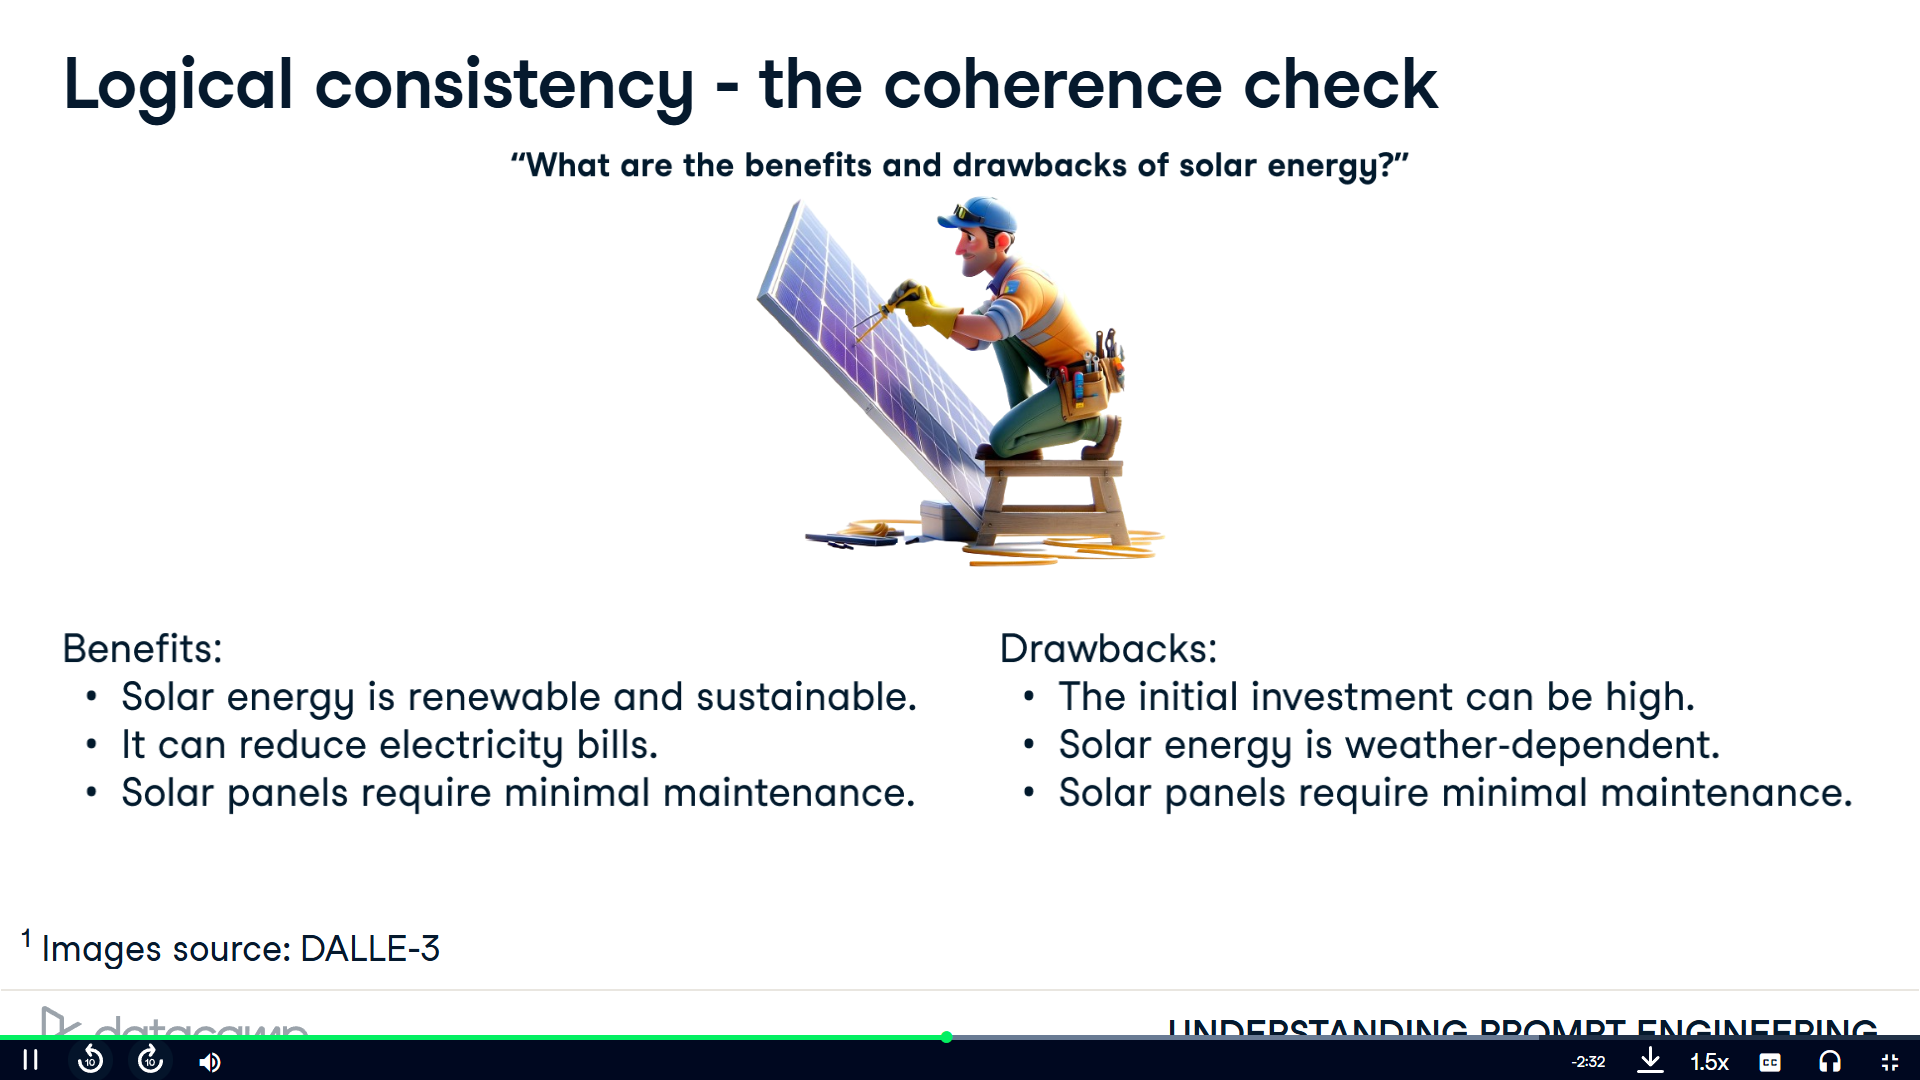 Logical consistency - the coherence check
“What are the benefits and drawbacks of solar energy?”
Benefits:
• Solar energy is renewable and sustainable.
• It can reduce electricity bills.
• Solar panels require minimal maintenance.
Drawbacks:
• The initial investment can be high.
• Solar energy is weather-dependent.
• Solar panels require minimal maintenance.
1 Images source: DALLE-3
datacamp
UNDERSTANDING PROMPT ENGINEERING
10
10
-2:32
1.5x
CC